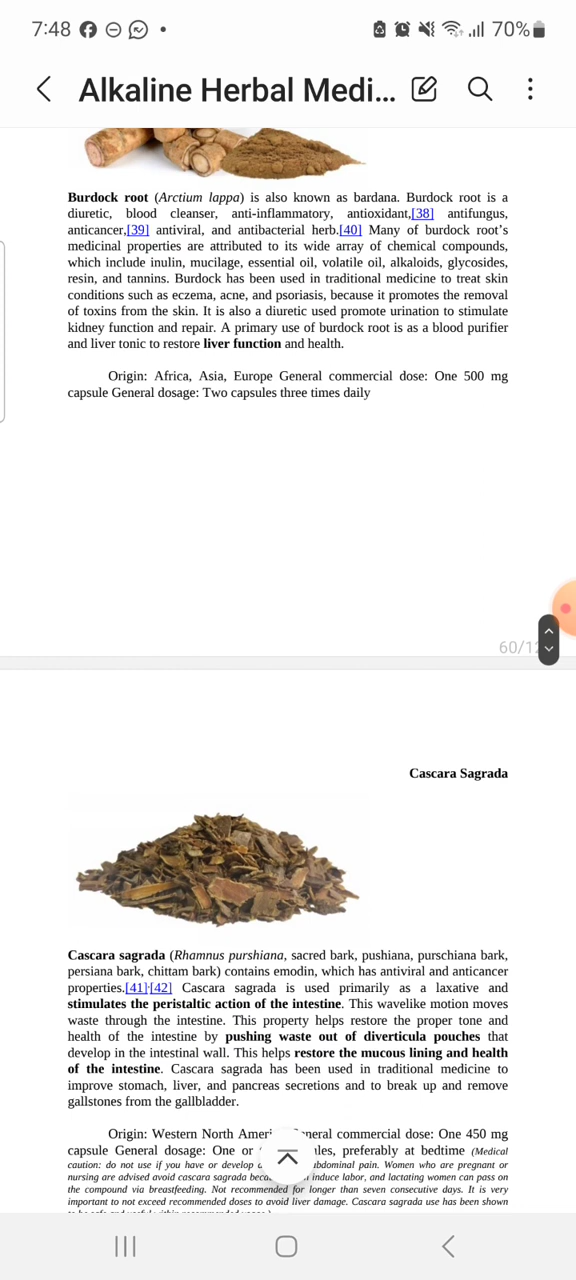 7:48
70%
Alkaline Herbal Medi...
Burdock root (Arctium lappa) is also known as bardana. Burdock root is a
diuretic, blood cleanser, anti-inflammatory, antioxidant,[38] antifungus,
anticancer,[39] antiviral, and antibacterial herb.[40] Many of burdock root's
medicinal properties are attributed to its wide array of chemical compounds,
which include inulin, mucilage, essential oil, volatile oil, alkaloids, glycosides,
resin, and tannins. Burdock has been used in traditional medicine to treat skin
conditions such as eczema, acne, and psoriasis, because it promotes the removal
of toxins from the skin. It is also a diuretic used promote urination to stimulate
kidney function and repair. A primary use of burdock root is as a blood purifier
and liver tonic to restore liver function and health.
Origin: Africa, Asia, Europe General commercial dose: One 500 mg
capsule General dosage: Two capsules three times daily
60/12
Cascara Sagrada
Cascara sagrada (Rhamnus purshiana, sacred bark, pushiana, purschiana bark,
persiana bark, chittam bark) contains emodin, which has antiviral and anticancer
properties.[41],[42] Cascara sagrada is used primarily as a laxative and
stimulates the peristaltic action of the intestine. This wavelike motion moves
waste through the intestine. This property helps restore the proper tone and
health of the intestine by pushing waste out of diverticula pouches that
develop in the intestinal wall. This helps restore the mucous lining and health
of the intestine. Cascara sagrada has been used in traditional medicine to
improve stomach, liver, and pancreas secretions and to break up and remove
gallstones from the gallbladder.
Origin: Western North Ameri neral commercial dose: One 450 mg
capsule General dosage: One or les, preferably at bedtime (Medical
caution: do not use if you have or develop bdominal pain. Women who are pregnant or
nursing are advised avoid cascara sagrada beca induce labor, and lactating women can pass on
the compound via breastfeeding. Not recommended for longer than seven consecutive days. It is very
important to not exceed recommended doses to avoid liver damage. Cascara sagrada use has been shown